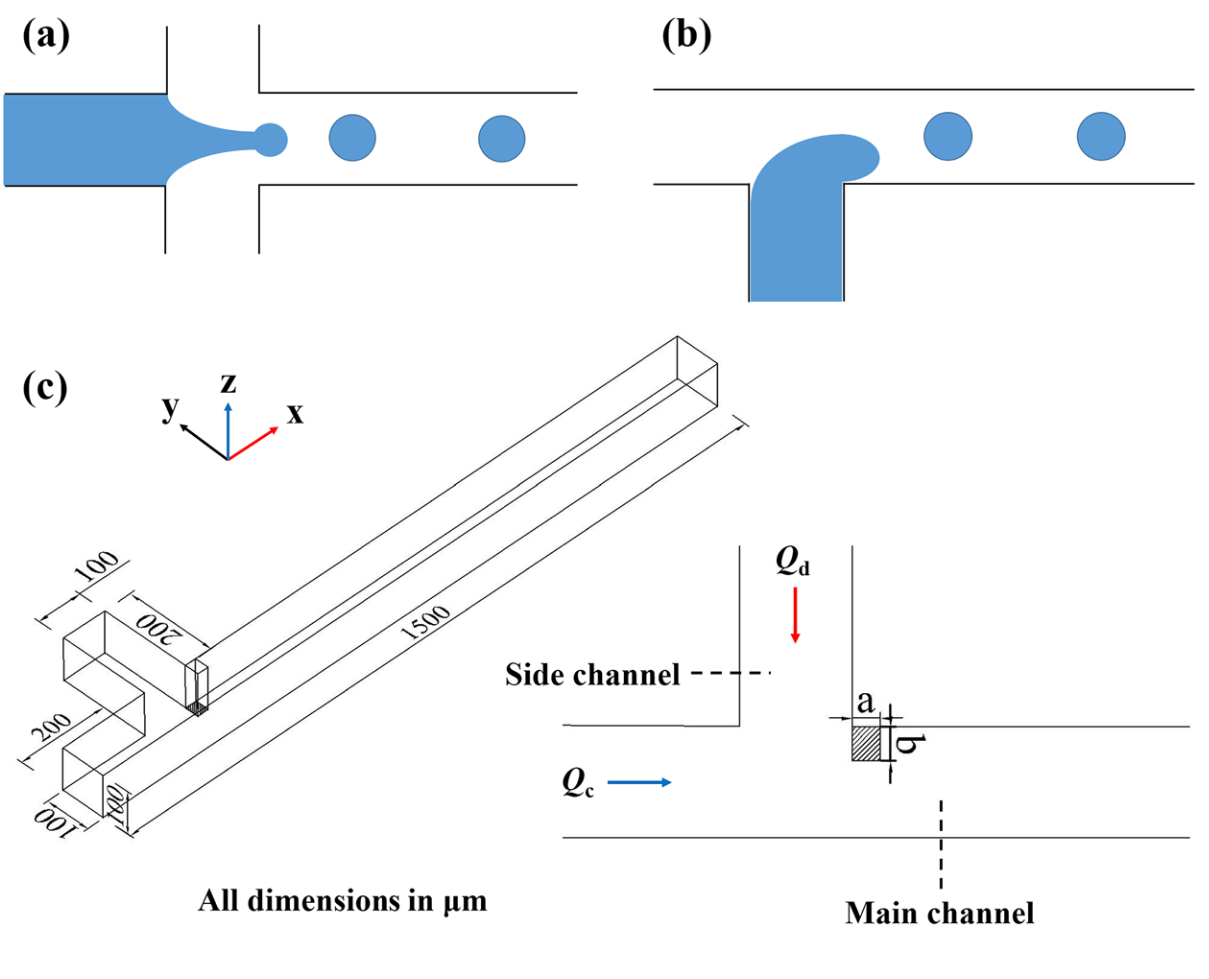 (a)
(b)
(c)
z
y
x
100
200
1500
200
100
100
Q_d
Side channel
a
b
Q_c
All dimensions in μm
Main channel